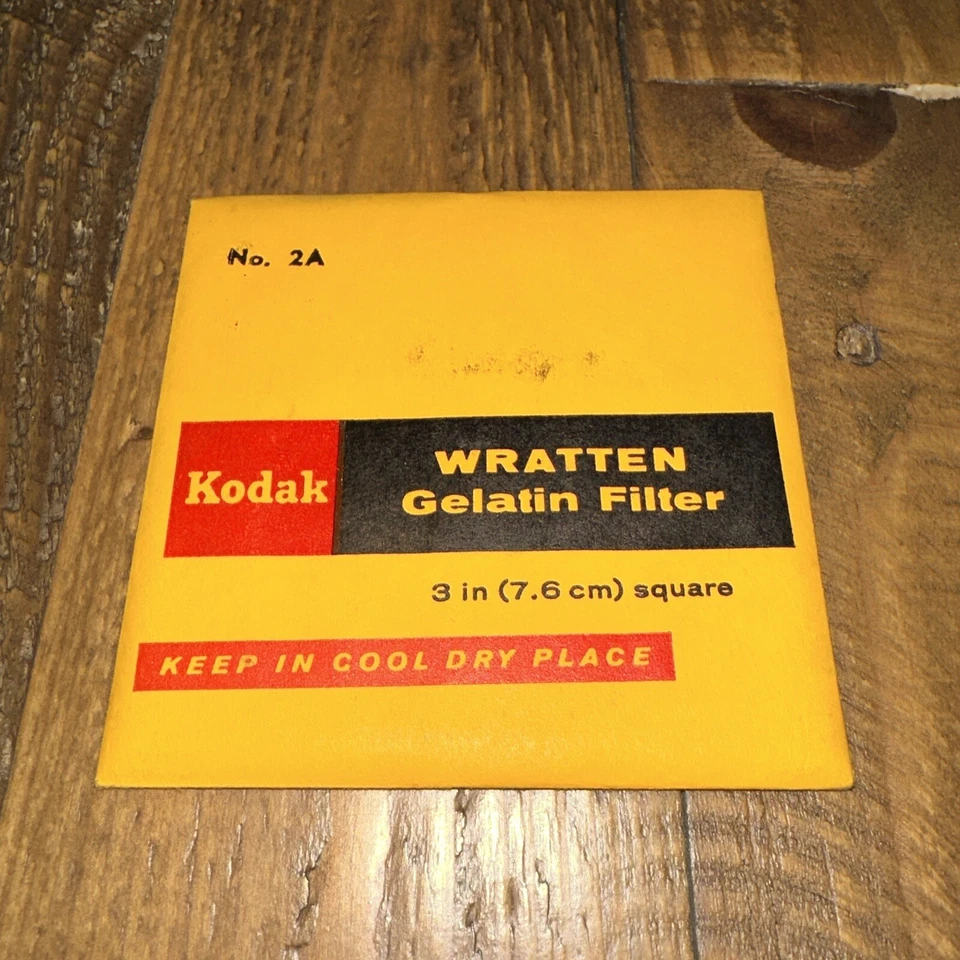 No. 2A
Kodak
WRATTEN
Gelatin Filter
3 in (7.6 cm) square
KEEP IN COOL DRY PLACE